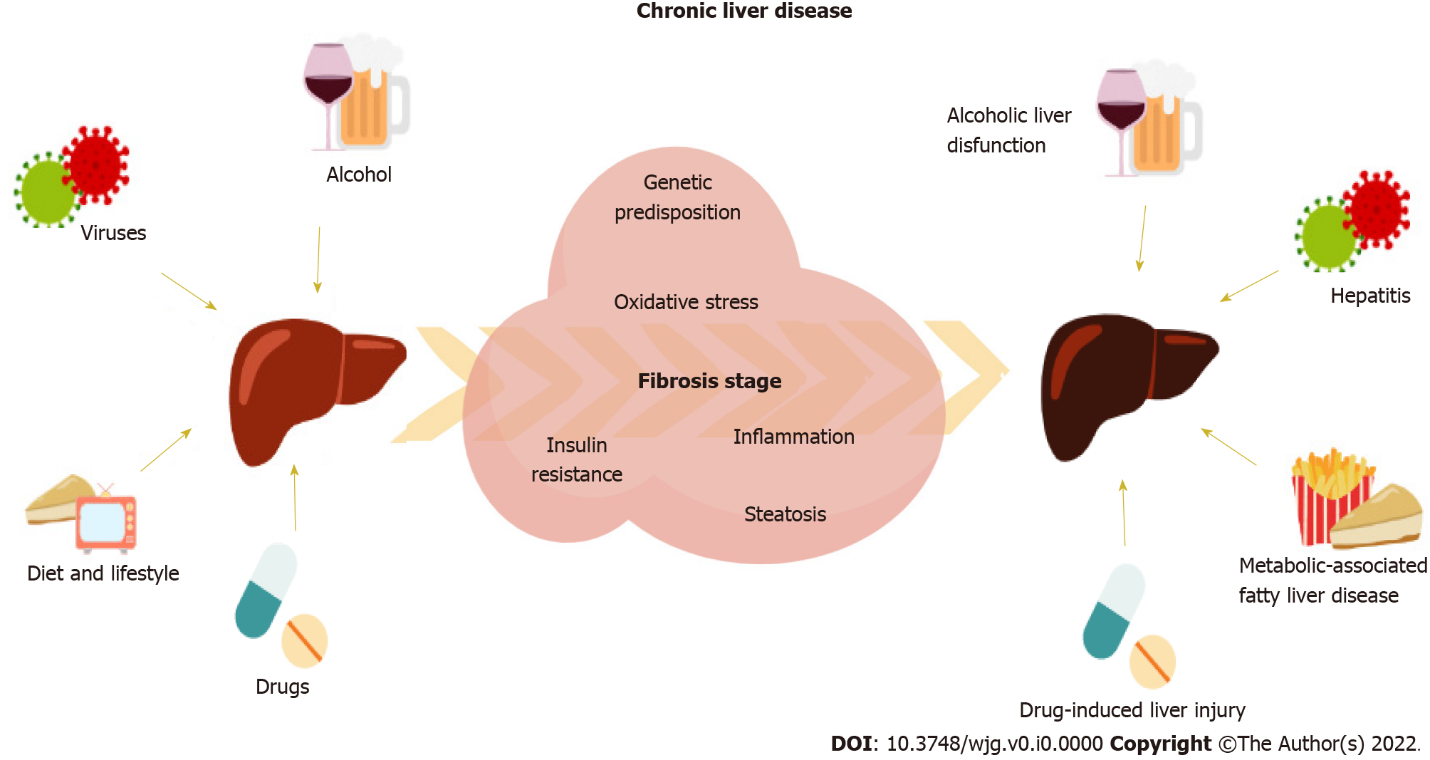 Chronic liver disease
Alcohol
Viruses
Diet and lifestyle
Drugs
Genetic
predisposition
Oxidative stress
Fibrosis stage
Insulin
resistance
Inflammation
Steatosis
Alcoholic liver
disfunction
Hepatitis
Metabolic-associated
fatty liver disease
Drug-induced liver injury
DOI: 10.3748/wjg.v0.i0.0000 Copyright ©The Author(s) 2022.